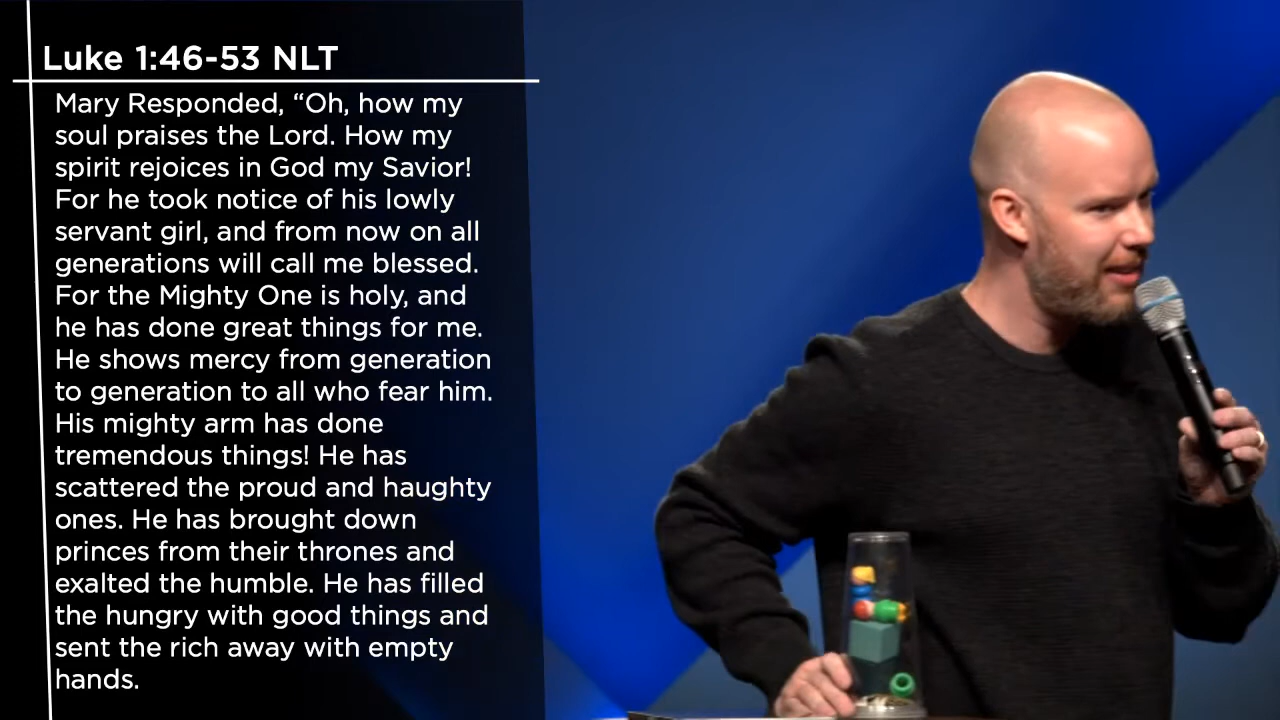 Luke 1:46-53 NLT
Mary Responded, “Oh, how my
soul praises the Lord. How my
spirit rejoices in God my Savior!
For he took notice of his lowly
servant girl, and from now on all
generations will call me blessed.
For the Mighty One is holy, and
he has done great things for me.
He shows mercy from generation
to generation to all who fear him.
His mighty arm has done
tremendous things! He has
scattered the proud and haughty
ones. He has brought down
princes from their thrones and
exalted the humble. He has filled
the hungry with good things and
sent the rich away with empty
hands.